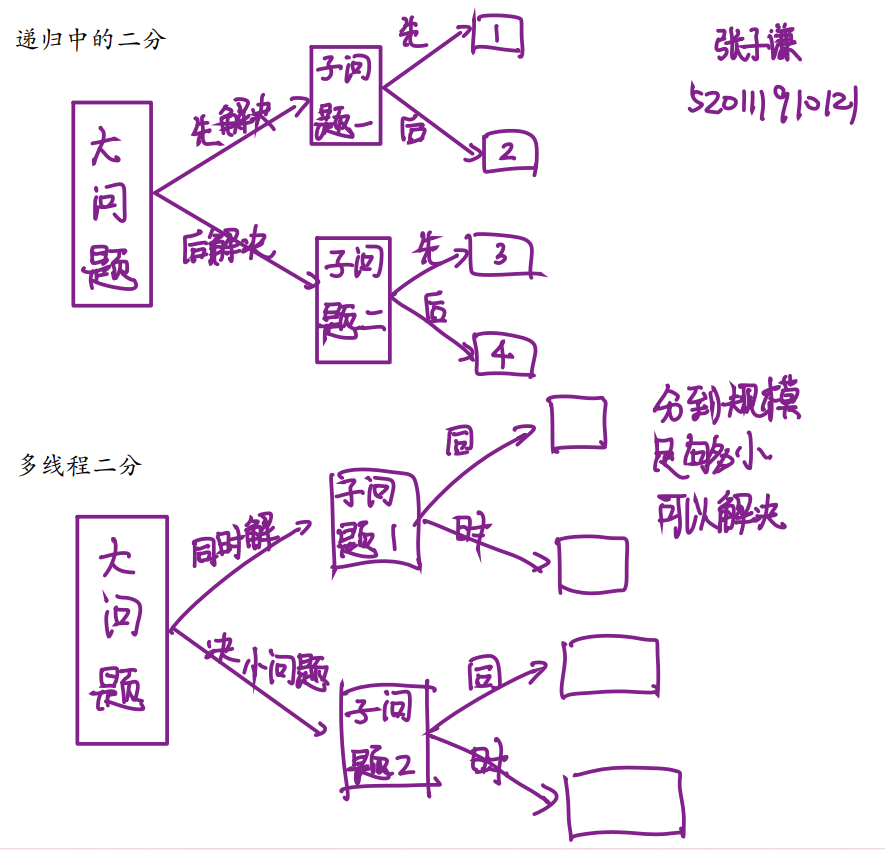 递归中的二分
张子谦
520111910121
大
问
题
先解决
后解决
子问
题一
先
1
后
2
子问
题二
先
3
后
4
多线程二分
分到规模
足够小
可以解决
大
问
题
同时解
决小问题
子问
题1
同
时
子问
题2
同
时